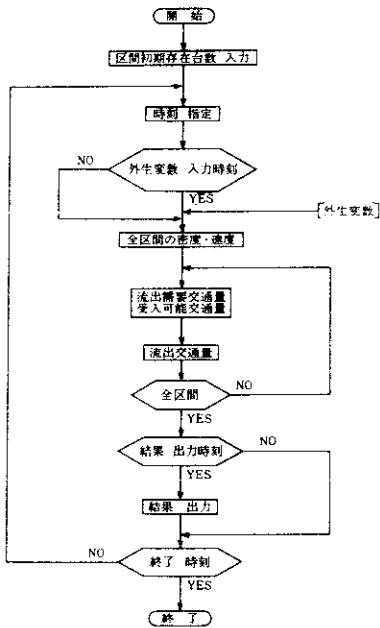 開 始
区間初期存在台数 入力
時刻 指定
NO
外生変数 入力時刻
YES
[外生変数]
全区間の密度・速度
流出需要交通量
受入可能交通量
流出交通量
全区間
NO
YES
結果 出力時刻
NO
YES
結果 出力
NO
終了 時刻
YES
終 了